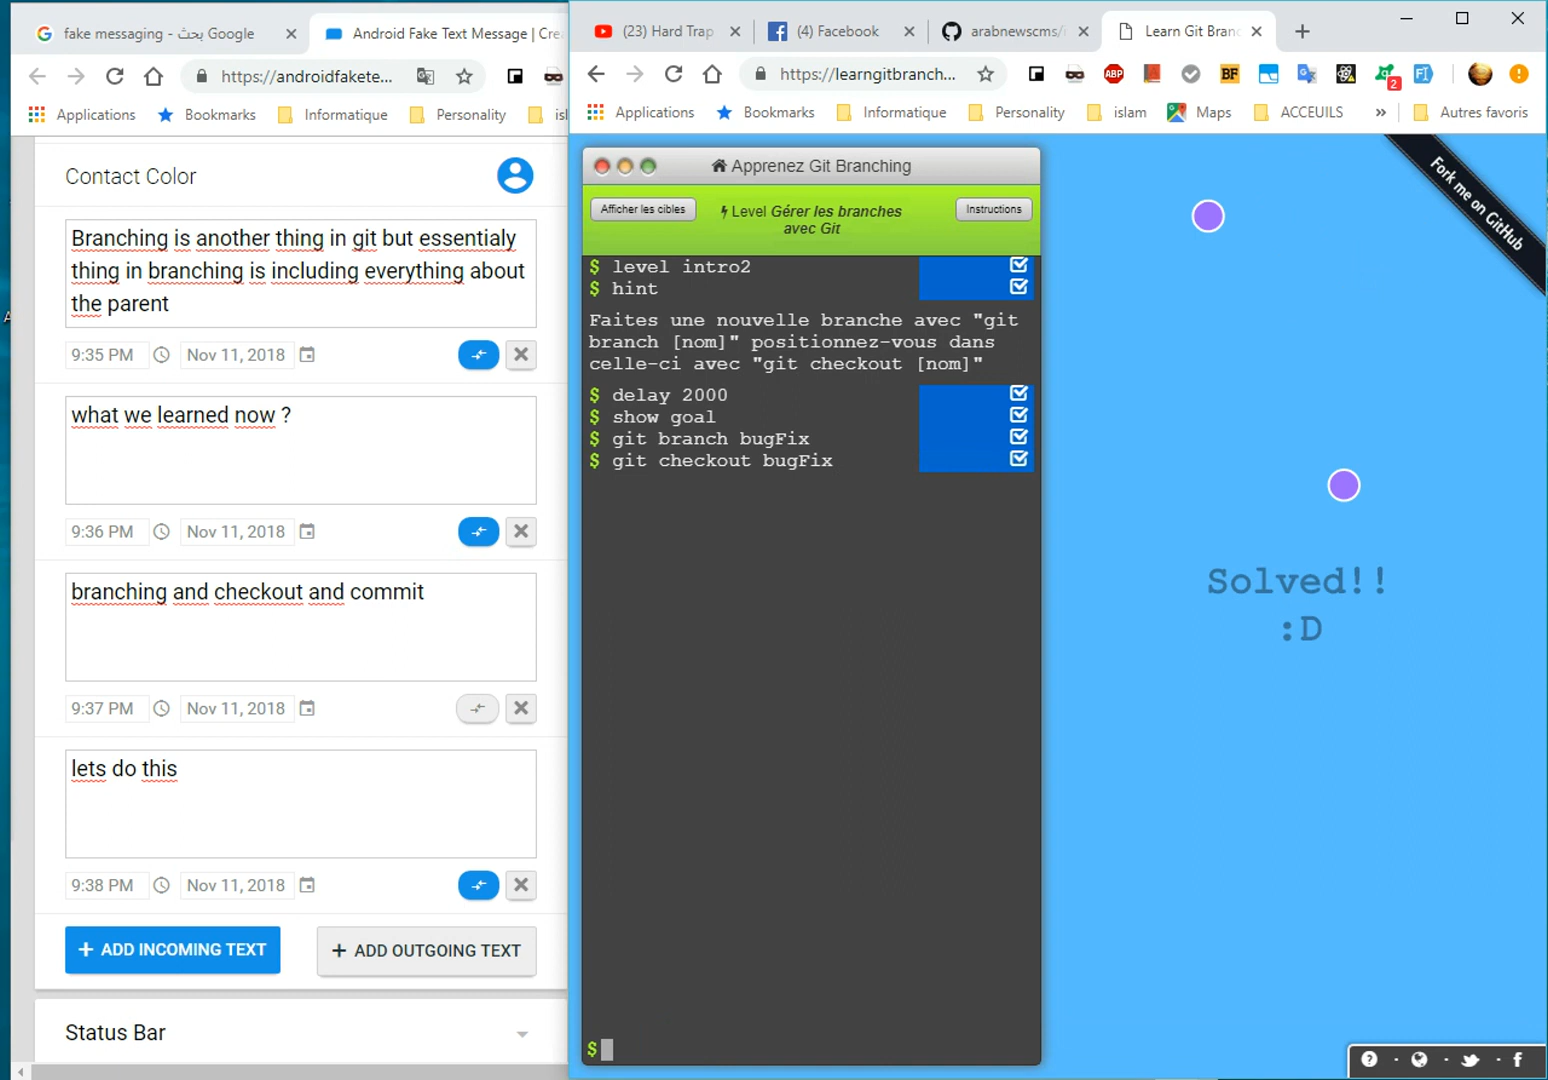 fake messaging - بحث Google
Android Fake Text Message | Cre
https://androidfakete...
Applications
Bookmarks
Informatique
Personality
isl
Contact Color
Branching is another thing in git but essentialy
thing in branching is including everything about
the parent
9:35 PM
Nov 11, 2018
what we learned now ?
9:36 PM
Nov 11, 2018
branching and checkout and commit
9:37 PM
Nov 11, 2018
lets do this
9:38 PM
Nov 11, 2018
+ ADD INCOMING TEXT
+ ADD OUTGOING TEXT
Status Bar
(23) Hard Trap
(4) Facebook
arabnewscms/i
Learn Git Branc
https://learngitbranch...
ABP
BF
2
Applications
Bookmarks
Informatique
Personality
islam
Maps
ACCEUILS
»
Autres favoris
Apprenez Git Branching
Afficher les cibles
Level Gérer les branches
avec Git
Instructions
$ level intro2
$ hint
Faites une nouvelle branche avec "git
branch [nom]" positionnez-vous dans
celle-ci avec "git checkout [nom]"
$ delay 2000
$ show goal
$ git branch bugFix
$ git checkout bugFix
$
Fork me on GitHub
Solved!!
:D